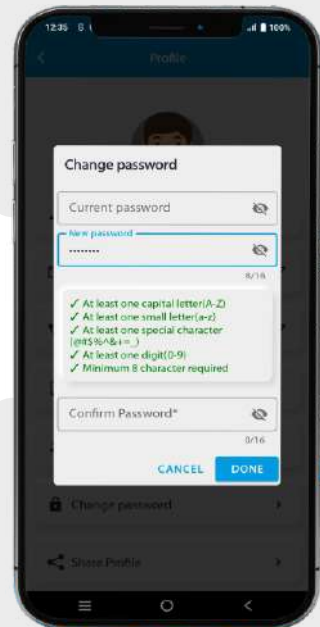 12:35
100%
Profile
Change password
Current password
New password
........
8/16
✓ At least one capital letter(A-Z)
✓ At least one small letter(a-z)
✓ At least one special character
(@#$%^&+=_)
✓ At least one digit(0-9)
✓ Minimum 8 character required
Confirm Password*
0/16
CANCEL DONE
Change password
Share Profile